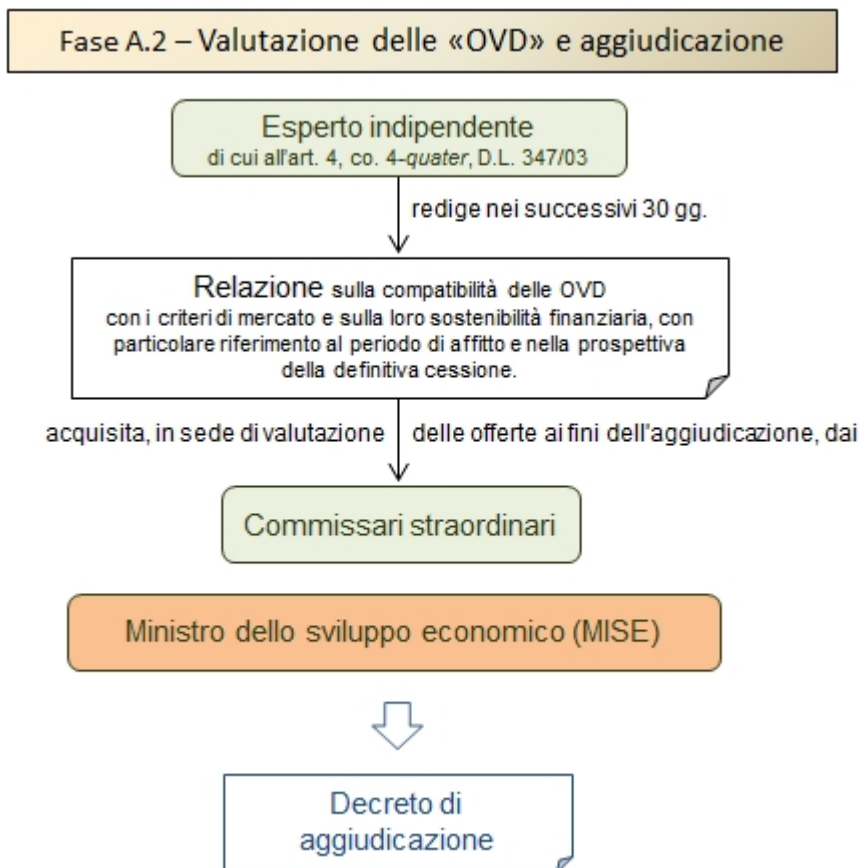 Fase A.2 – Valutazione delle «OVD» e aggiudicazione
Esperto indipendente
di cui all'art. 4, co. 4-quater, D.L. 347/03
redige nei successivi 30 gg.
Relazione sulla compatibilità delle OVD
con i criteri di mercato e sulla loro sostenibilità finanziaria, con
particolare riferimento al periodo di affitto e nella prospettiva
della definitiva cessione.
acquisita, in sede di valutazione delle offerte ai fini dell'aggiudicazione, dai
Commissari straordinari
Ministro dello sviluppo economico (MISE)
Decreto di
aggiudicazione